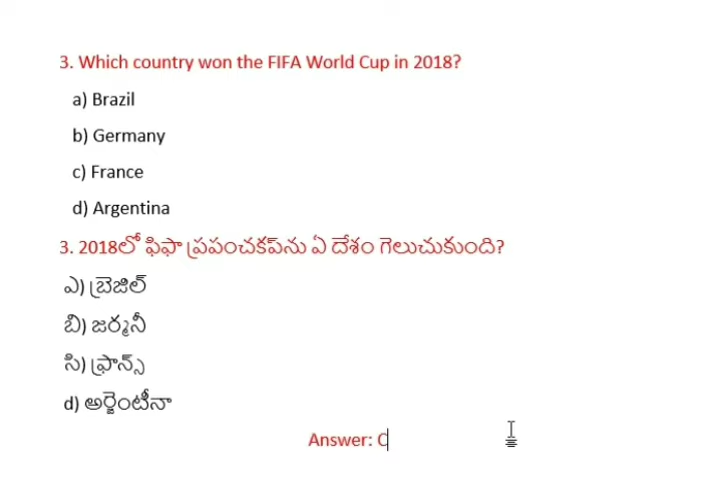 3. Which country won the FIFA World Cup in 2018?
a) Brazil
b) Germany
c) France
d) Argentina
3. 2018లో ఫిఫా ప్రపంచకప్‌ను ఏ దేశం గెలుచుకుంది?
ఎ) బ్రెజిల్
బి) జర్మనీ
సి) ఫ్రాన్స్
d) అర్జెంటీనా
Answer: C